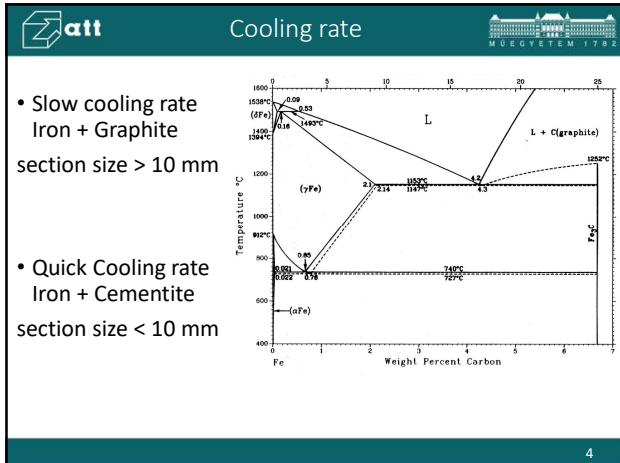 att
Cooling rate
MŰEGYETEM 1782
• Slow cooling rate
Iron + Graphite
section size > 10 mm
• Quick Cooling rate
Iron + Cementite
section size < 10 mm
0 5 10 15 20 25
1600
1400
1200
1000
800
600
400
Temperature °C
1538°C
0.09
0.53
(δFe)
1493°C
0.16
1394°C
L
L + C(graphite)
1252°C
4.2
1153°C
2.1
2.14
1147°C
4.3
(γFe)
Fe₃C
912°C
0.65
0.021
740°C
0.022
0.76
727°C
(αFe)
0 1 2 3 4 5 6 7
Fe
Weight Percent Carbon
4